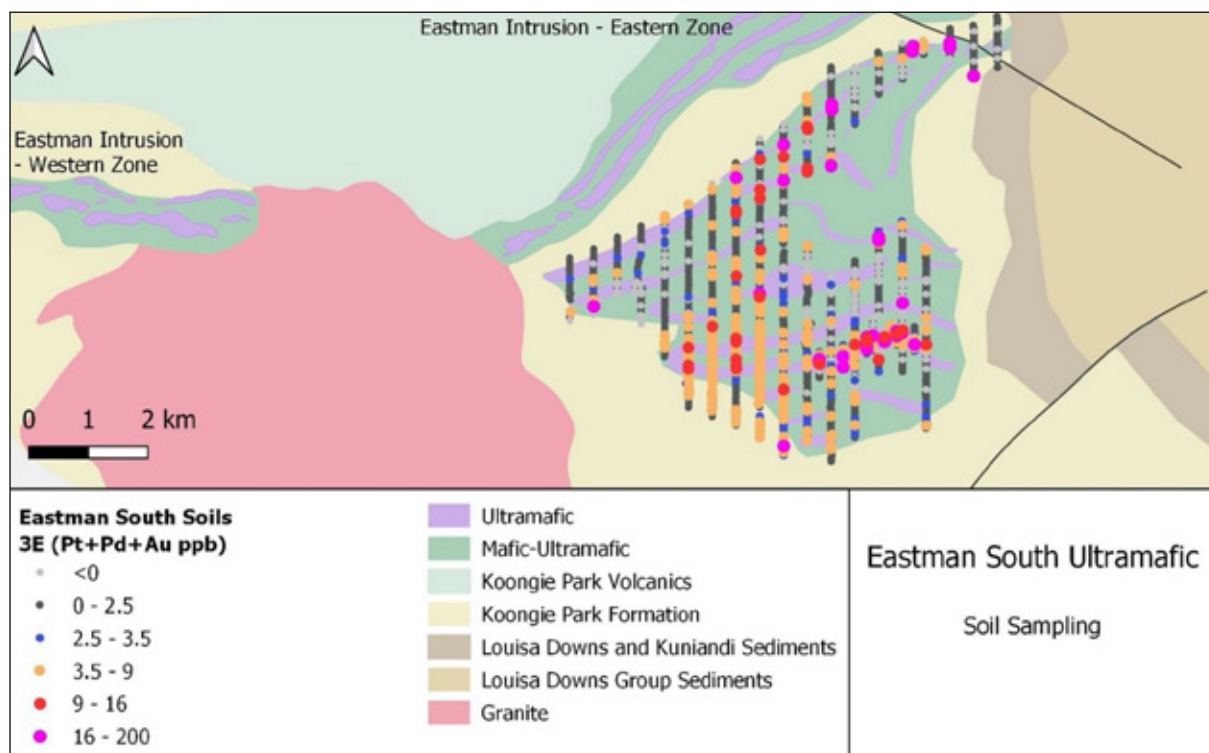 Eastman Intrusion - Eastern Zone
Eastman Intrusion
- Western Zone
0 1 2 km
Eastman South Soils
3E (Pt+Pd+Au ppb)
<0
0 - 2.5
2.5 - 3.5
3.5 - 9
9 - 16
16 - 200
Ultramafic
Mafic-Ultramafic
Koongie Park Volcanics
Koongie Park Formation
Louisa Downs and Kuniandi Sediments
Louisa Downs Group Sediments
Granite
Eastman South Ultramafic
Soil Sampling